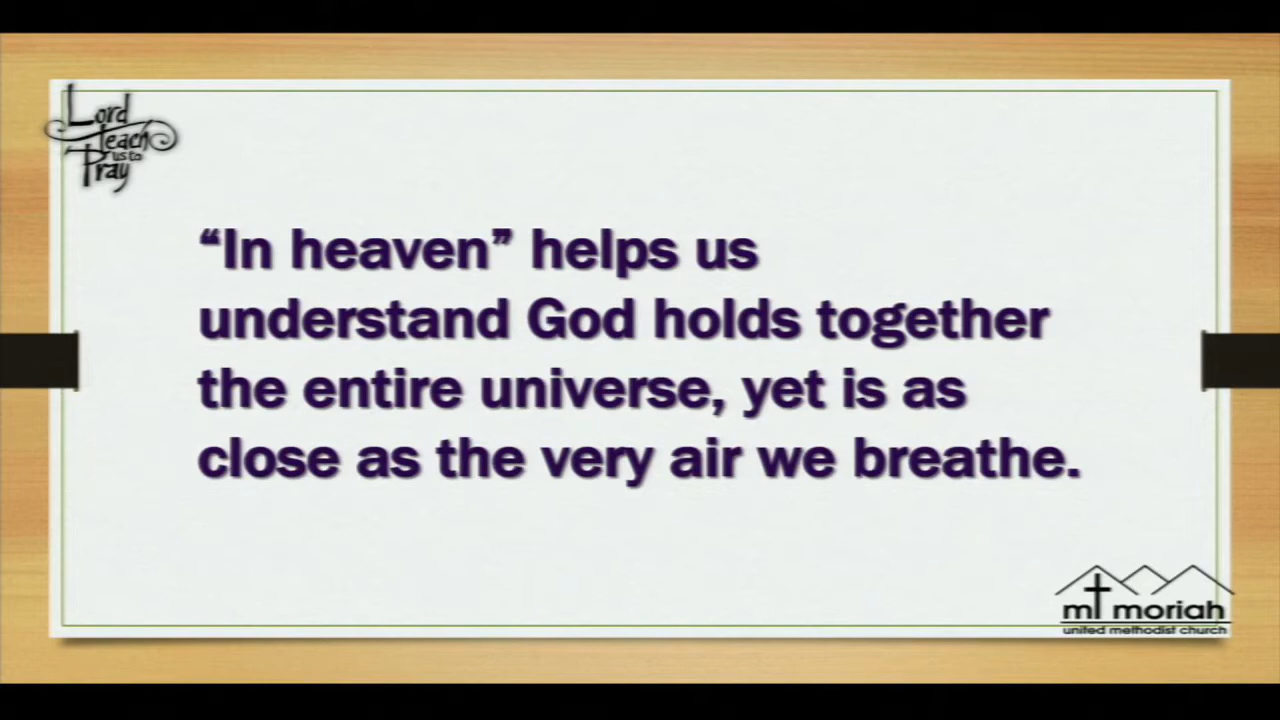 Lord
teach
us to
Pray
“In heaven” helps us
understand God holds together
the entire universe, yet is as
close as the very air we breathe.
mt moriah
united methodist church